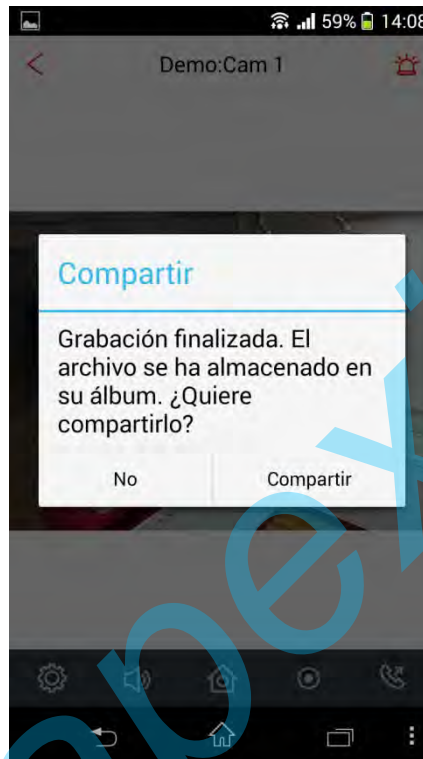 59% 14:08
Demo:Cam 1
Compartir
Grabación finalizada. El
archivo se ha almacenado en
su álbum. ¿Quiere
compartirlo?
No Compartir